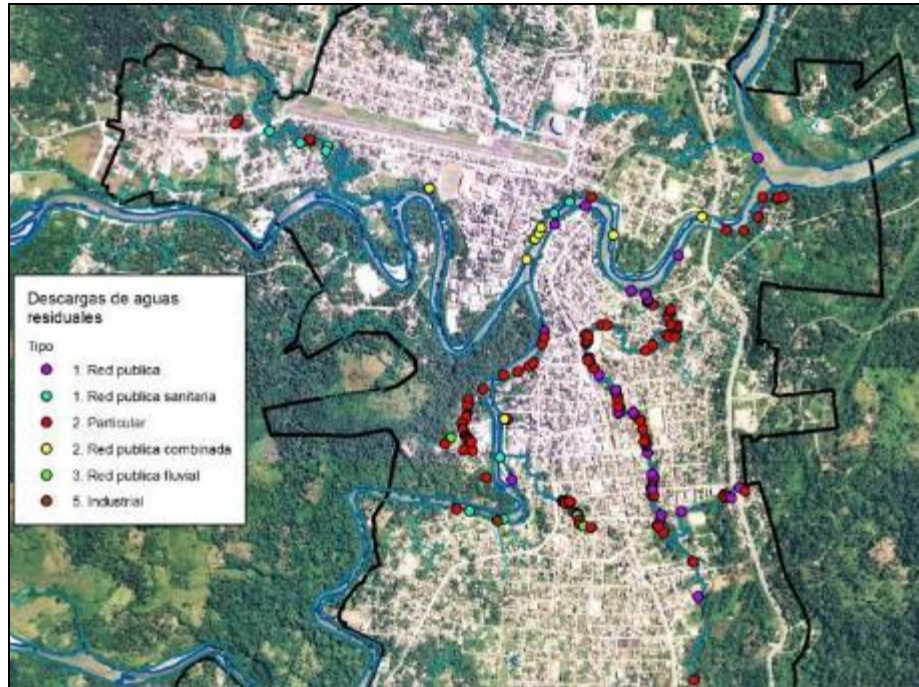 Descargas de aguas
residuales
Tipo
1. Red publica
1. Red publica sanitaria
2. Particular
2. Red publica combinada
3. Red publica fluvial
5. Industrial